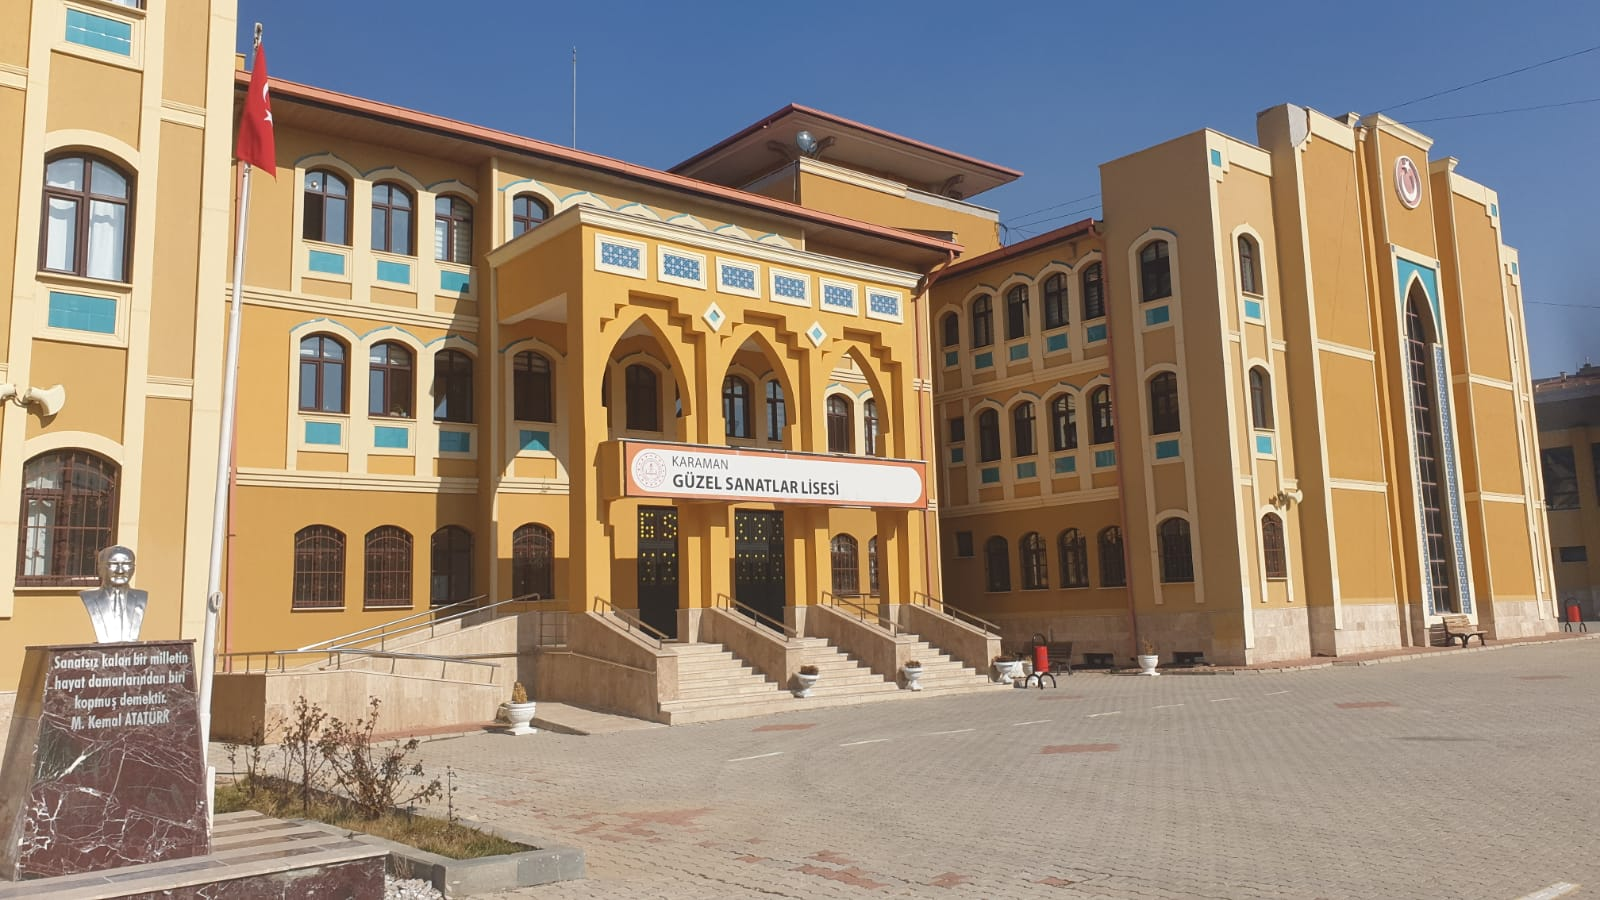 KARAMAN
GÜZEL SANATLAR LİSESİ
Sanatsız kalan bir milletin
hayat damarlarından biri
kopmuş demektir.
M. Kemal ATATÜRK